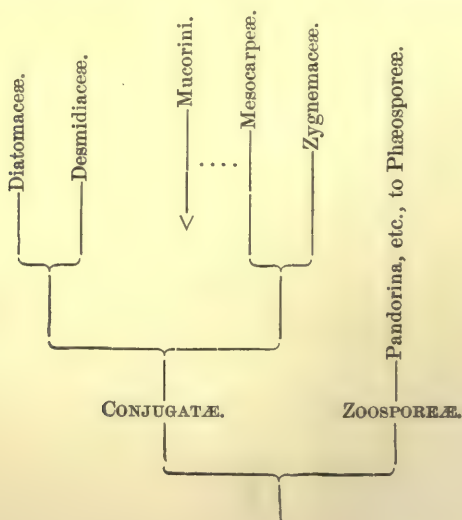 Diatomaceæ.
Desmidiaceæ.
Mucorini.
Mesocarpeæ.
Zygnemaceæ.
Pandorina, etc., to Phæosporeæ.
CONJUGATÆ.
ZOOSPOREÆ.